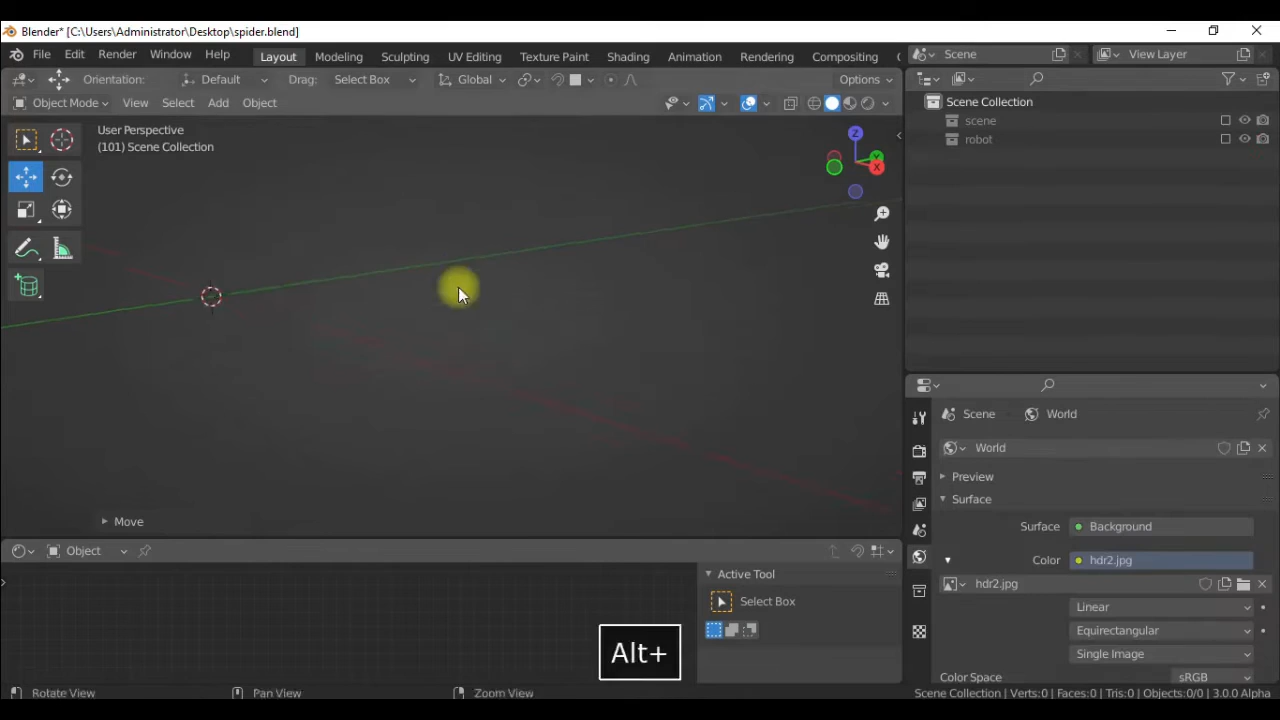 Blender* [C:\Users\Administrator\Desktop\spider.blend]
File Edit Render Window Help Layout Modeling Sculpting UV Editing Texture Paint Shading Animation Rendering Compositing Scene View Layer
Orientation: Default Drag: Select Box Global Options
Object Mode View Select Add Object
Scene Collection
scene
robot
User Perspective
(101) Scene Collection
Z
Y
X
Move
Scene World
World
Preview
Surface
Surface Background
Color hdr2.jpg
hdr2.jpg
Linear
Equirectangular
Single Image
Color Space sRGB
Object
Active Tool
Select Box
Alt+
Rotate View Pan View Zoom View
Scene Collection | Verts:0 | Faces:0 | Tris:0 | Objects:0/0 | 3.0.0 Alpha